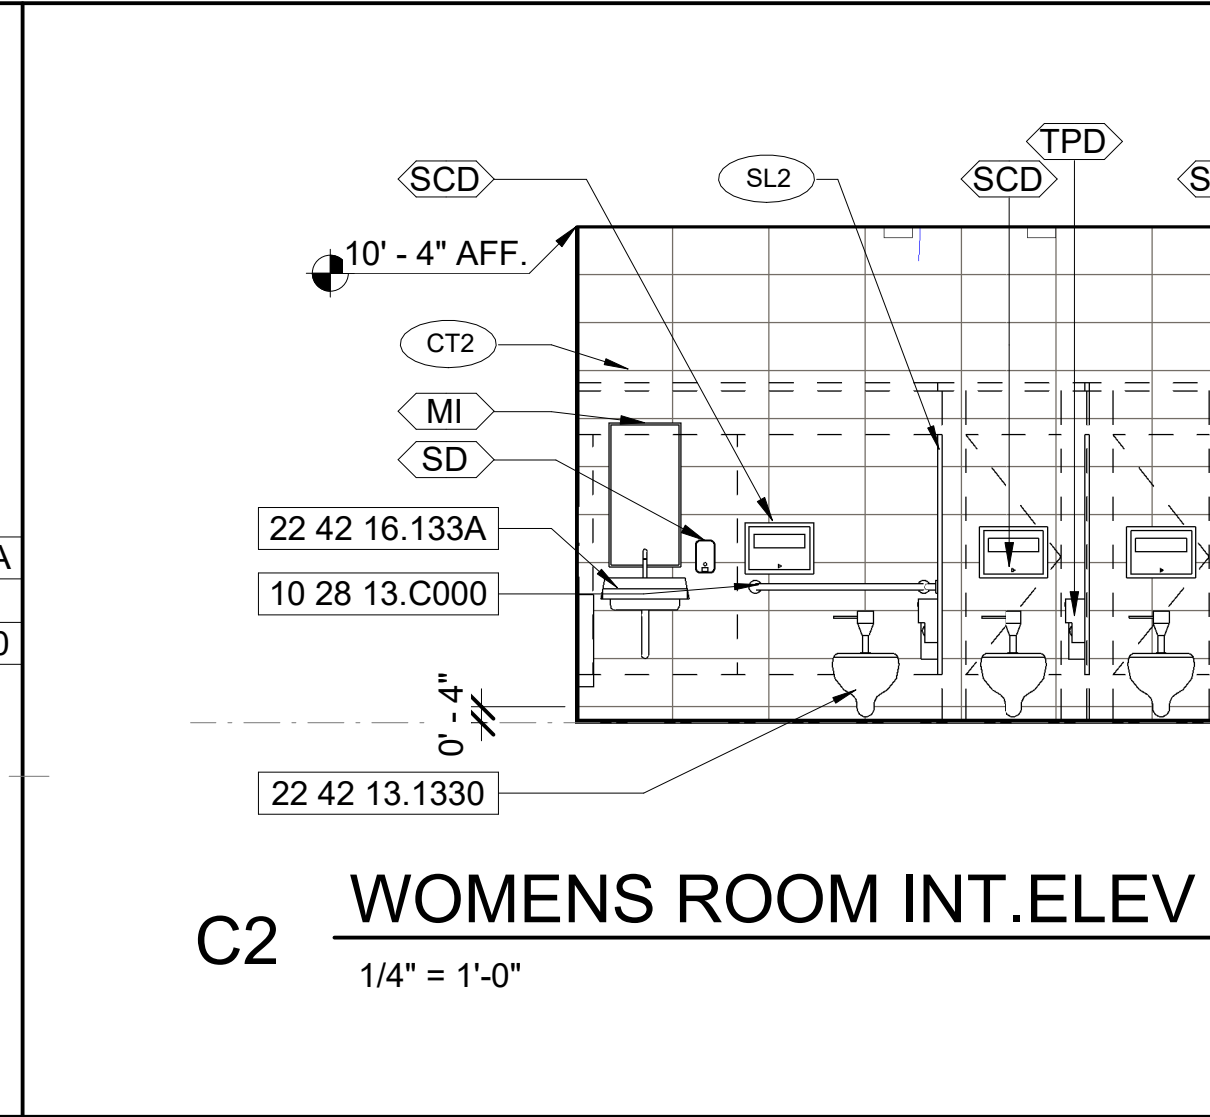 TPD
SCD
SL2
SCD
S
10' - 4" AFF.
CT2
MI
SD
22 42 16.133A
A
10 28 13.C000
0
0' - 4"
22 42 13.1330
WOMENS ROOM INT.ELEV
C2
1/4" = 1'-0"